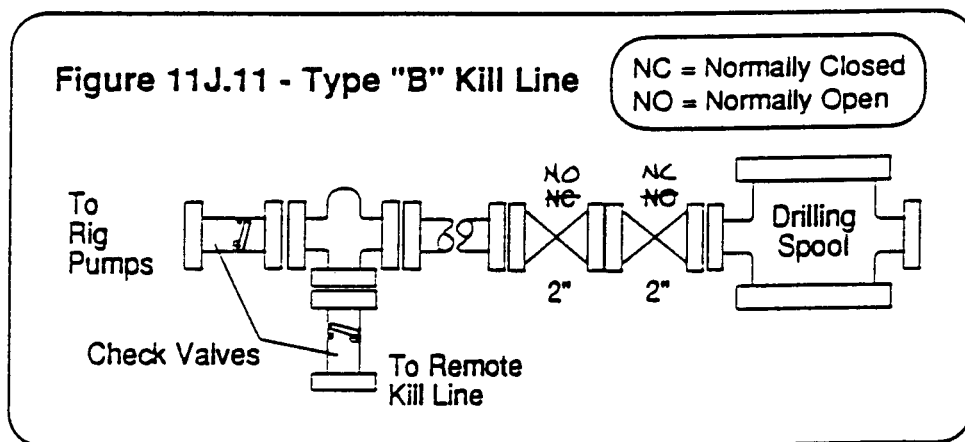 Figure 11J.11 - Type "B" Kill Line
NC = Normally Closed
NO = Normally Open
To
Rig
Pumps
NO
NC
NC
NO
2"
2"
Drilling
Spool
Check Valves
To Remote
Kill Line